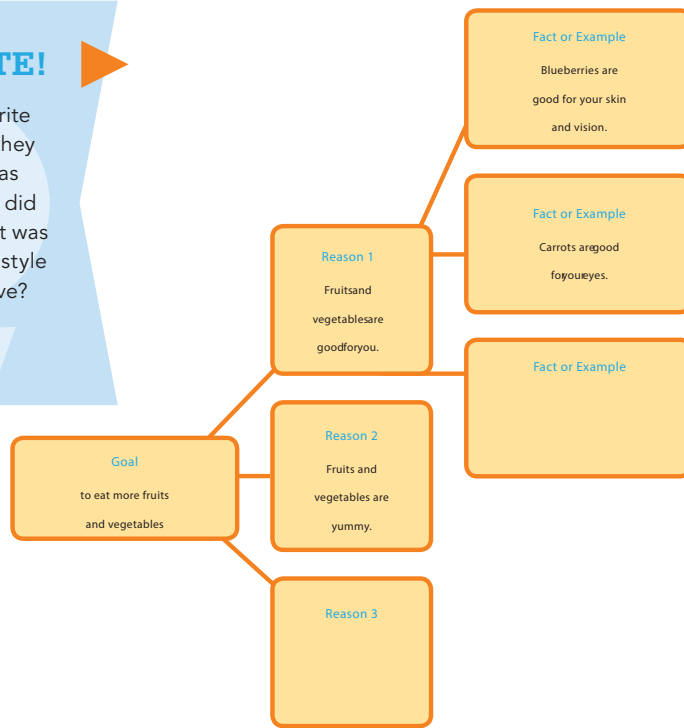 TE!
rite
hey
as
did
t was
style
ve?
Fact or Example
Blueberries are
good for your skin
and vision.
Fact or Example
Carrots aregood
foryoureyes.
Reason 1
Fruitsand
vegetablesare
goodforyou.
Fact or Example
Reason 2
Fruits and
vegetables are
yummy.
Goal
to eat more fruits
and vegetables
Reason 3